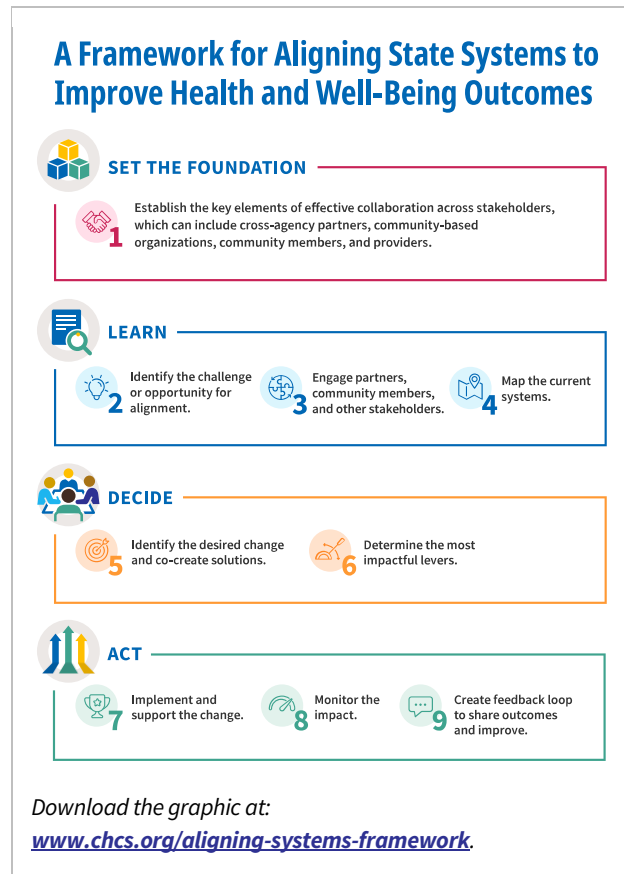 A Framework for Aligning State Systems to
Improve Health and Well-Being Outcomes
SET THE FOUNDATION
1
Establish the key elements of effective collaboration across stakeholders,
which can include cross-agency partners, community-based
organizations, community members, and providers.
LEARN
2
Identify the challenge
or opportunity for
alignment.
3
Engage partners,
community members,
and other stakeholders.
4
Map the current
systems.
DECIDE
5
Identify the desired change
and co-create solutions.
6
Determine the most
impactful levers.
ACT
7
Implement and
support the change.
8
Monitor the
impact.
9
Create feedback loop
to share outcomes
and improve.
Download the graphic at:
www.chcs.org/aligning-systems-framework.